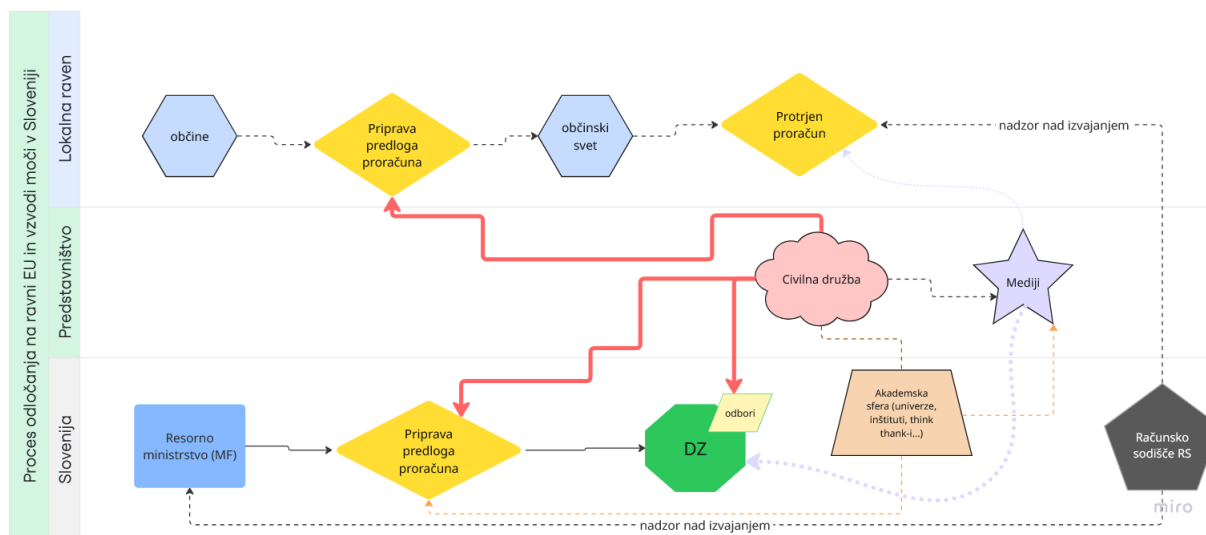 Proces odločanja na ravni EU in vzvodi moči v Sloveniji
Lokalna raven
občine
Priprava
predloga
proračuna
občinski
svet
Protrjen
proračun
nadzor nad izvajanjem
Predstavništvo
Civilna družba
Mediji
Slovenija
Resorno
ministrstvo (MF)
Priprava
predloga
proračuna
DZ
odbori
Akademska
sfera (univerze,
inštituti, think
thank-i...)
Računsko
sodišče RS
nadzor nad izvajanjem
miro